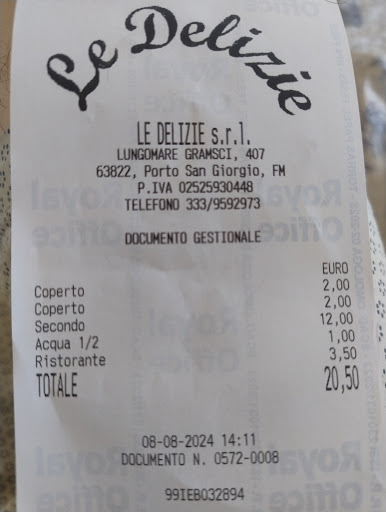 Le Delizie
LE DELIZIE s.r.l.
LUNGOMARE GRAMSCI, 407
63822, Porto San Giorgio, FM
P.IVA 02525930448
TELEFONO 333/9592973
DOCUMENTO GESTIONALE
EURO
Coperto 2,00
Coperto 2,00
Secondo 12,00
Acqua 1/2 1,00
Ristorante 3,50
TOTALE 20,50
08-08-2024 14:11
DOCUMENTO N. 0572-0008
99IEB032894